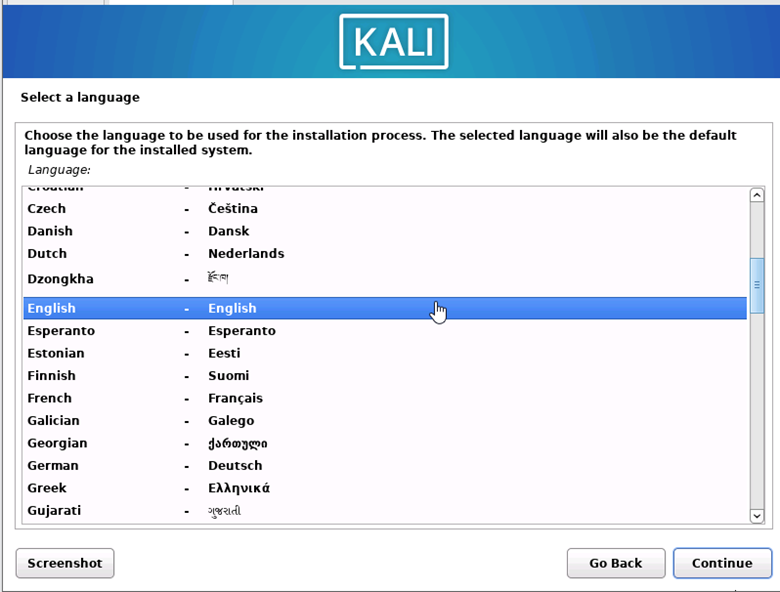 KALI
Select a language
Choose the language to be used for the installation process. The selected language will also be the default
language for the installed system.
Language:
Croatian - Hrvatski
Czech - Čeština
Danish - Dansk
Dutch - Nederlands
Dzongkha - རྫོང་ཁ།
English - English
Esperanto - Esperanto
Estonian - Eesti
Finnish - Suomi
French - Français
Galician - Galego
Georgian - ქართული
German - Deutsch
Greek - Ελληνικά
Gujarati - ગુજરાતી
Screenshot Go Back Continue